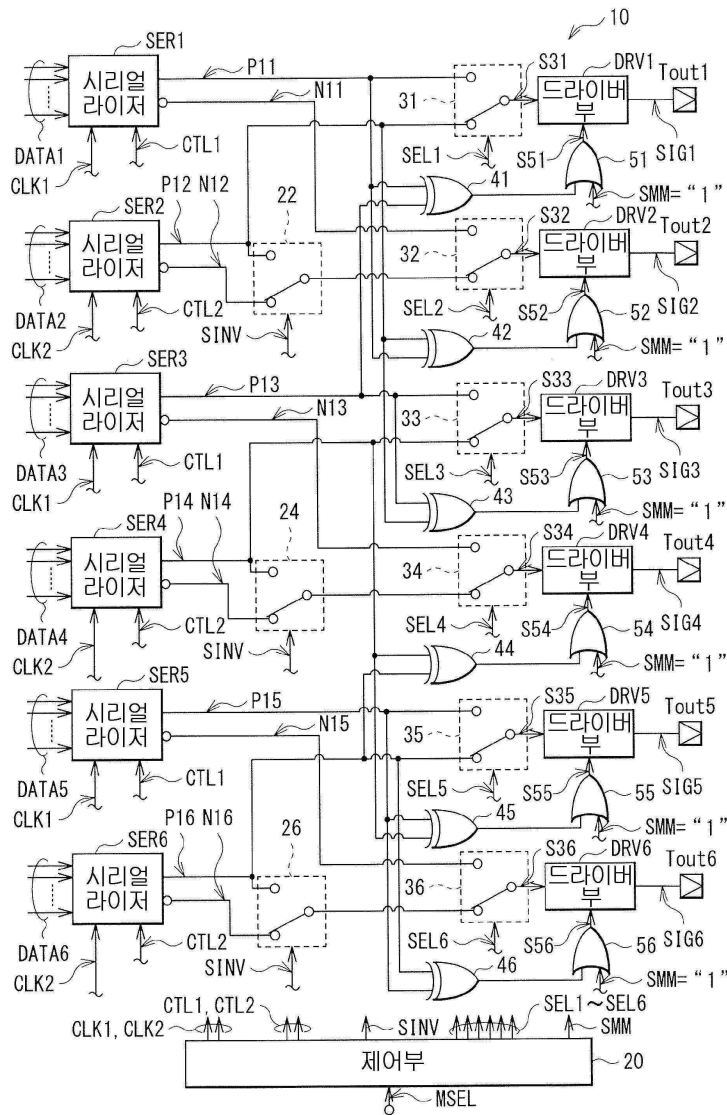 10
SER1
시리얼
라이저
P11
N11
31
S31
DRV1
드라이버
부
Tout1
SIG1
DATA1
CLK1
CTL1
SEL1
S51
51
SMM="1"
41
SER2
시리얼
라이저
P12 N12
22
32
S32
DRV2
드라이버
부
Tout2
SIG2
DATA2
CLK2
CTL2
SINV
SEL2
S52
52
SMM="1"
42
SER3
시리얼
라이저
P13
N13
33
S33
DRV3
드라이버
부
Tout3
SIG3
DATA3
CLK1
CTL1
SEL3
S53
53
SMM="1"
43
SER4
시리얼
라이저
P14 N14
24
34
S34
DRV4
드라이버
부
Tout4
SIG4
DATA4
CLK2
CTL2
SINV
SEL4
S54
54
SMM="1"
44
SER5
시리얼
라이저
P15
N15
35
S35
DRV5
드라이버
부
Tout5
SIG5
DATA5
CLK1
CTL1
SEL5
S55
55
SMM="1"
45
SER6
시리얼
라이저
P16 N16
26
36
S36
DRV6
드라이버
부
Tout6
SIG6
DATA6
CLK2
CTL2
SINV
SEL6
S56
56
SMM="1"
46
CLK1, CLK2
CTL1, CTL2
SINV
SEL1~SEL6
SMM
제어부
20
MSEL